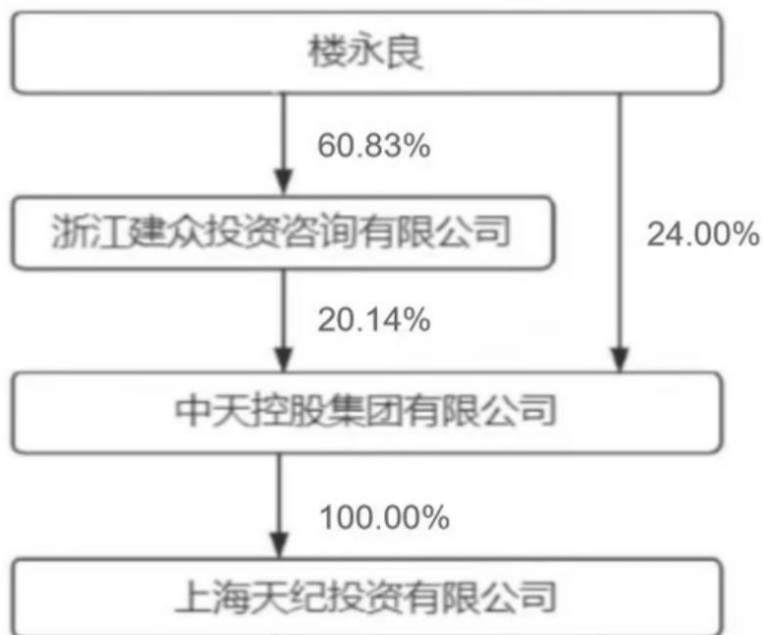 楼永良
60.83%
浙江建众投资咨询有限公司
24.00%
20.14%
中天控股集团有限公司
100.00%
上海天纪投资有限公司